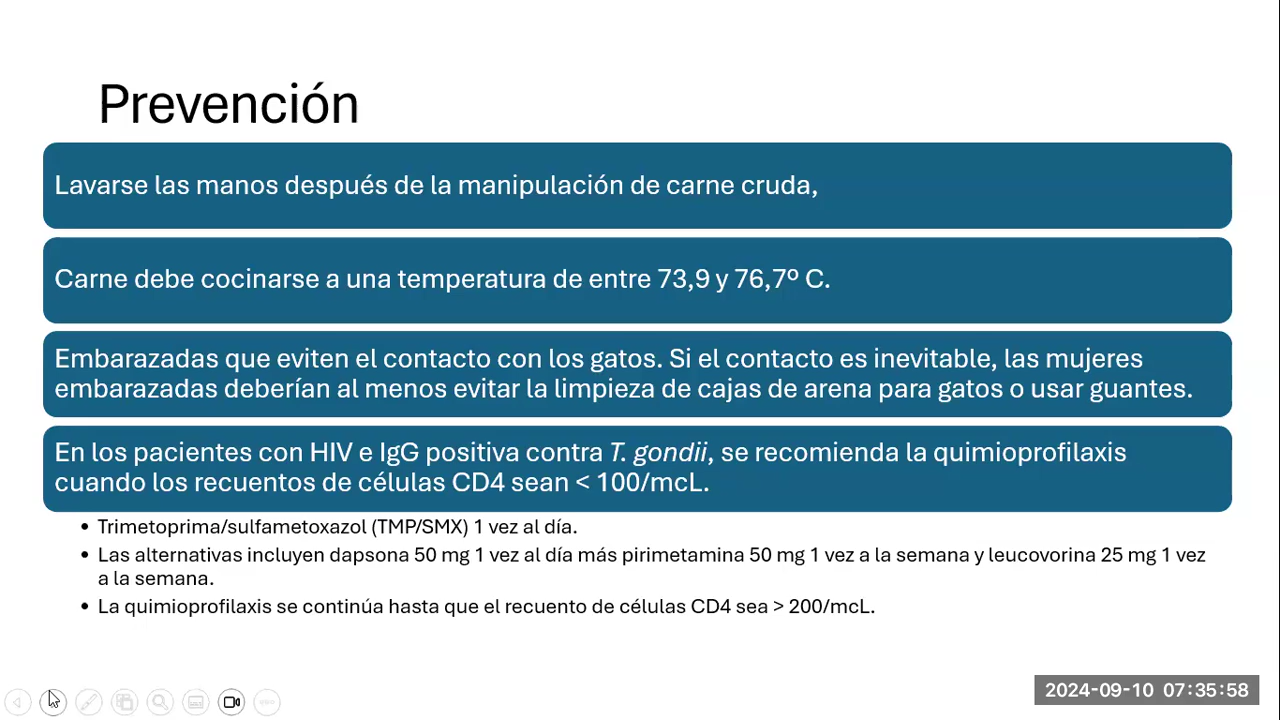 Prevención
Lavarse las manos después de la manipulación de carne cruda,
Carne debe cocinarse a una temperatura de entre 73,9 y 76,7º C.
Embarazadas que eviten el contacto con los gatos. Si el contacto es inevitable, las mujeres
embarazadas deberían al menos evitar la limpieza de cajas de arena para gatos o usar guantes.
En los pacientes con HIV e IgG positiva contra T. gondii, se recomienda la quimioprofilaxis
cuando los recuentos de células CD4 sean < 100/mcL.
• Trimetoprima/sulfametoxazol (TMP/SMX) 1 vez al día.
• Las alternativas incluyen dapsona 50 mg 1 vez al día más pirimetamina 50 mg 1 vez a la semana y leucovorina 25 mg 1 vez
a la semana.
• La quimioprofilaxis se continúa hasta que el recuento de células CD4 sea > 200/mcL.
2024-09-10 07:35:58